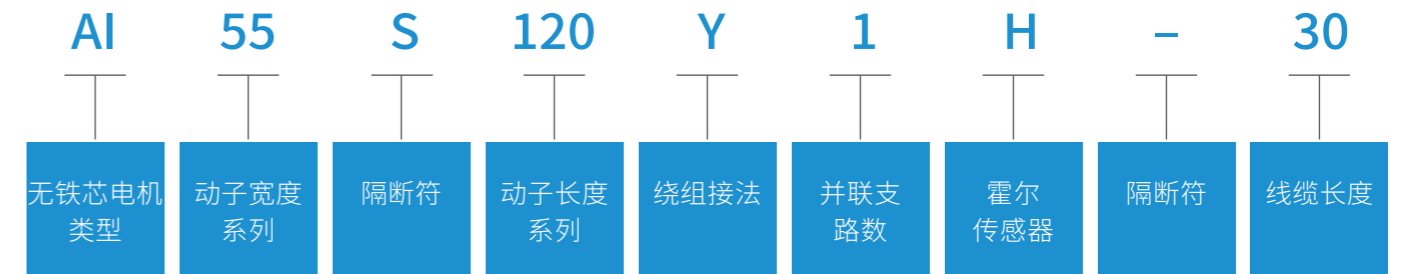 AI 55 S 120 Y 1 H – 30
无铁芯电机 动子宽度 隔断符 动子长度 绕组接法 并联支 霍尔 隔断符 线缆长度
类型 系列 系列 路数 传感器